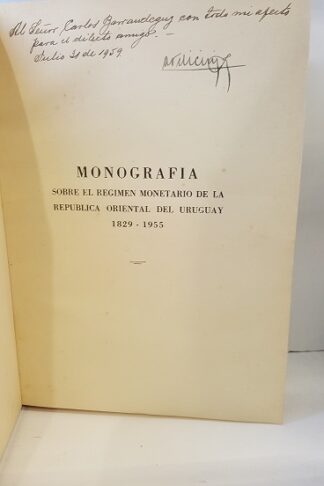 Al Señor Carlos Garrandeguy con todo mi afecto
para el dilecto amigo. —
Julio 31 de 1959.
MONOGRAFIA
SOBRE EL REGIMEN MONETARIO DE LA
REPUBLICA ORIENTAL DEL URUGUAY
1829 - 1955